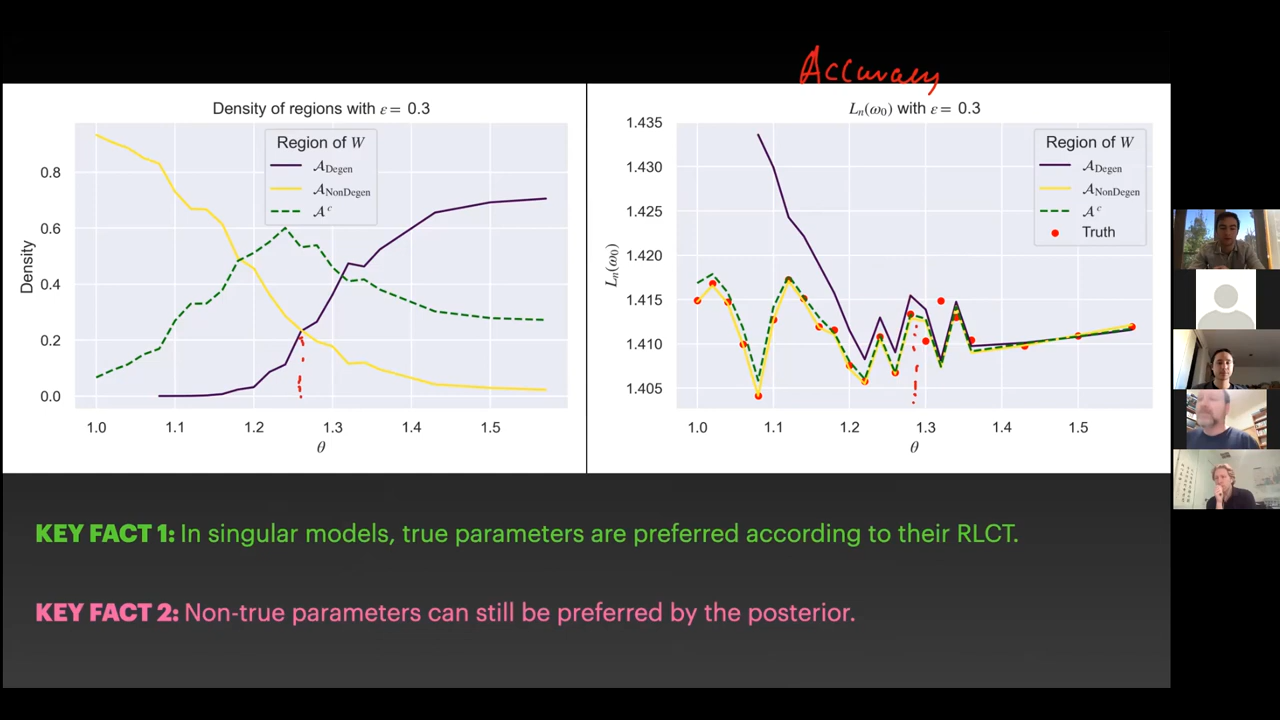 Accuracy
Density of regions with ε = 0.3
Region of W
𝒜Degen
𝒜NonDegen
𝒜ᶜ
Density
0.8
0.6
0.4
0.2
0.0
1.0 1.1 1.2 1.3 1.4 1.5
θ
Lₙ(ω₀) with ε = 0.3
Region of W
𝒜Degen
𝒜NonDegen
𝒜ᶜ
Truth
Lₙ(ω₀)
1.435
1.430
1.425
1.420
1.415
1.410
1.405
1.0 1.1 1.2 1.3 1.4 1.5
θ
KEY FACT 1: In singular models, true parameters are preferred according to their RLCT.
KEY FACT 2: Non-true parameters can still be preferred by the posterior.